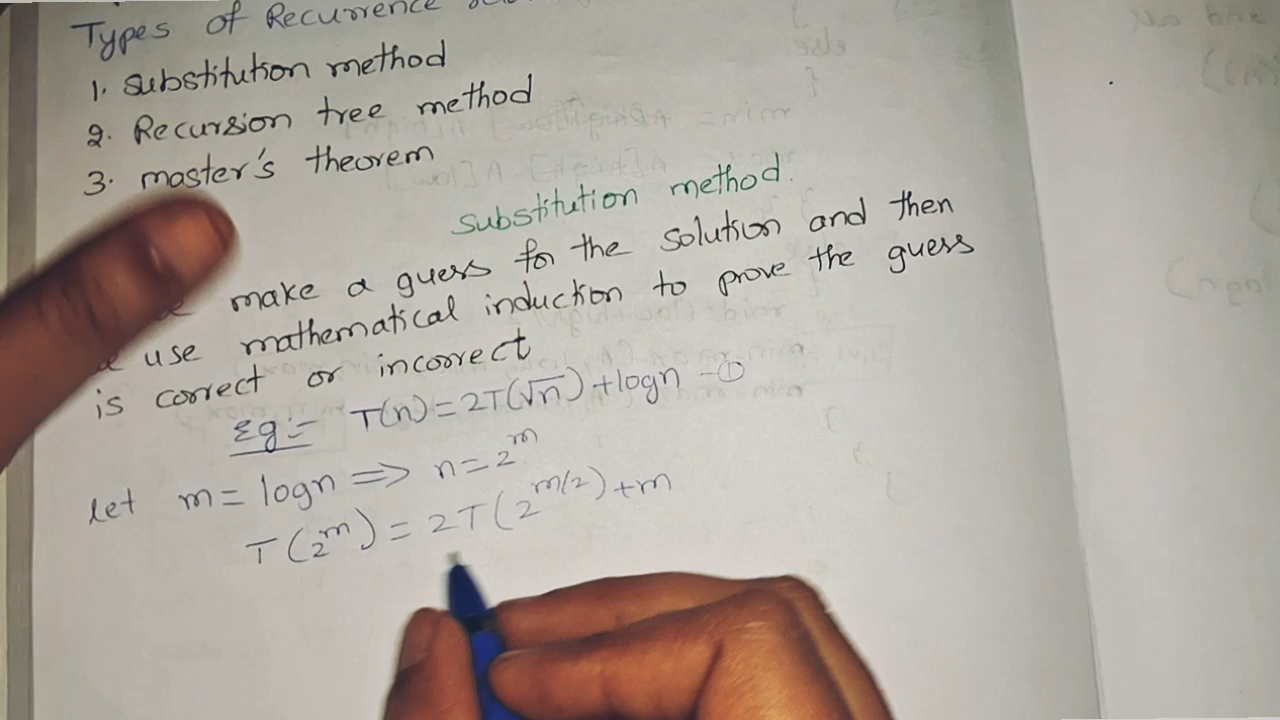 Types of Recurrence
1. substitution method
2. Recursion tree method
3. master's theorem
substitution method.
make a guess for the solution and then
use mathematical induction to prove the guess
is correct or incorrect
Eg:- T(n)=2T(√n)+logn -①
let m = logn => n=2^m
T(2^m) = 2T(2^m/2)+m